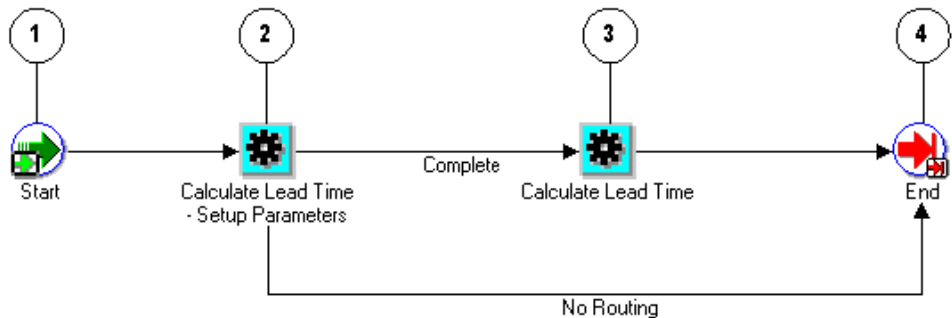 1
2
3
4
Complete
Start
Calculate Lead Time
- Setup Parameters
Calculate Lead Time
End
No Routing